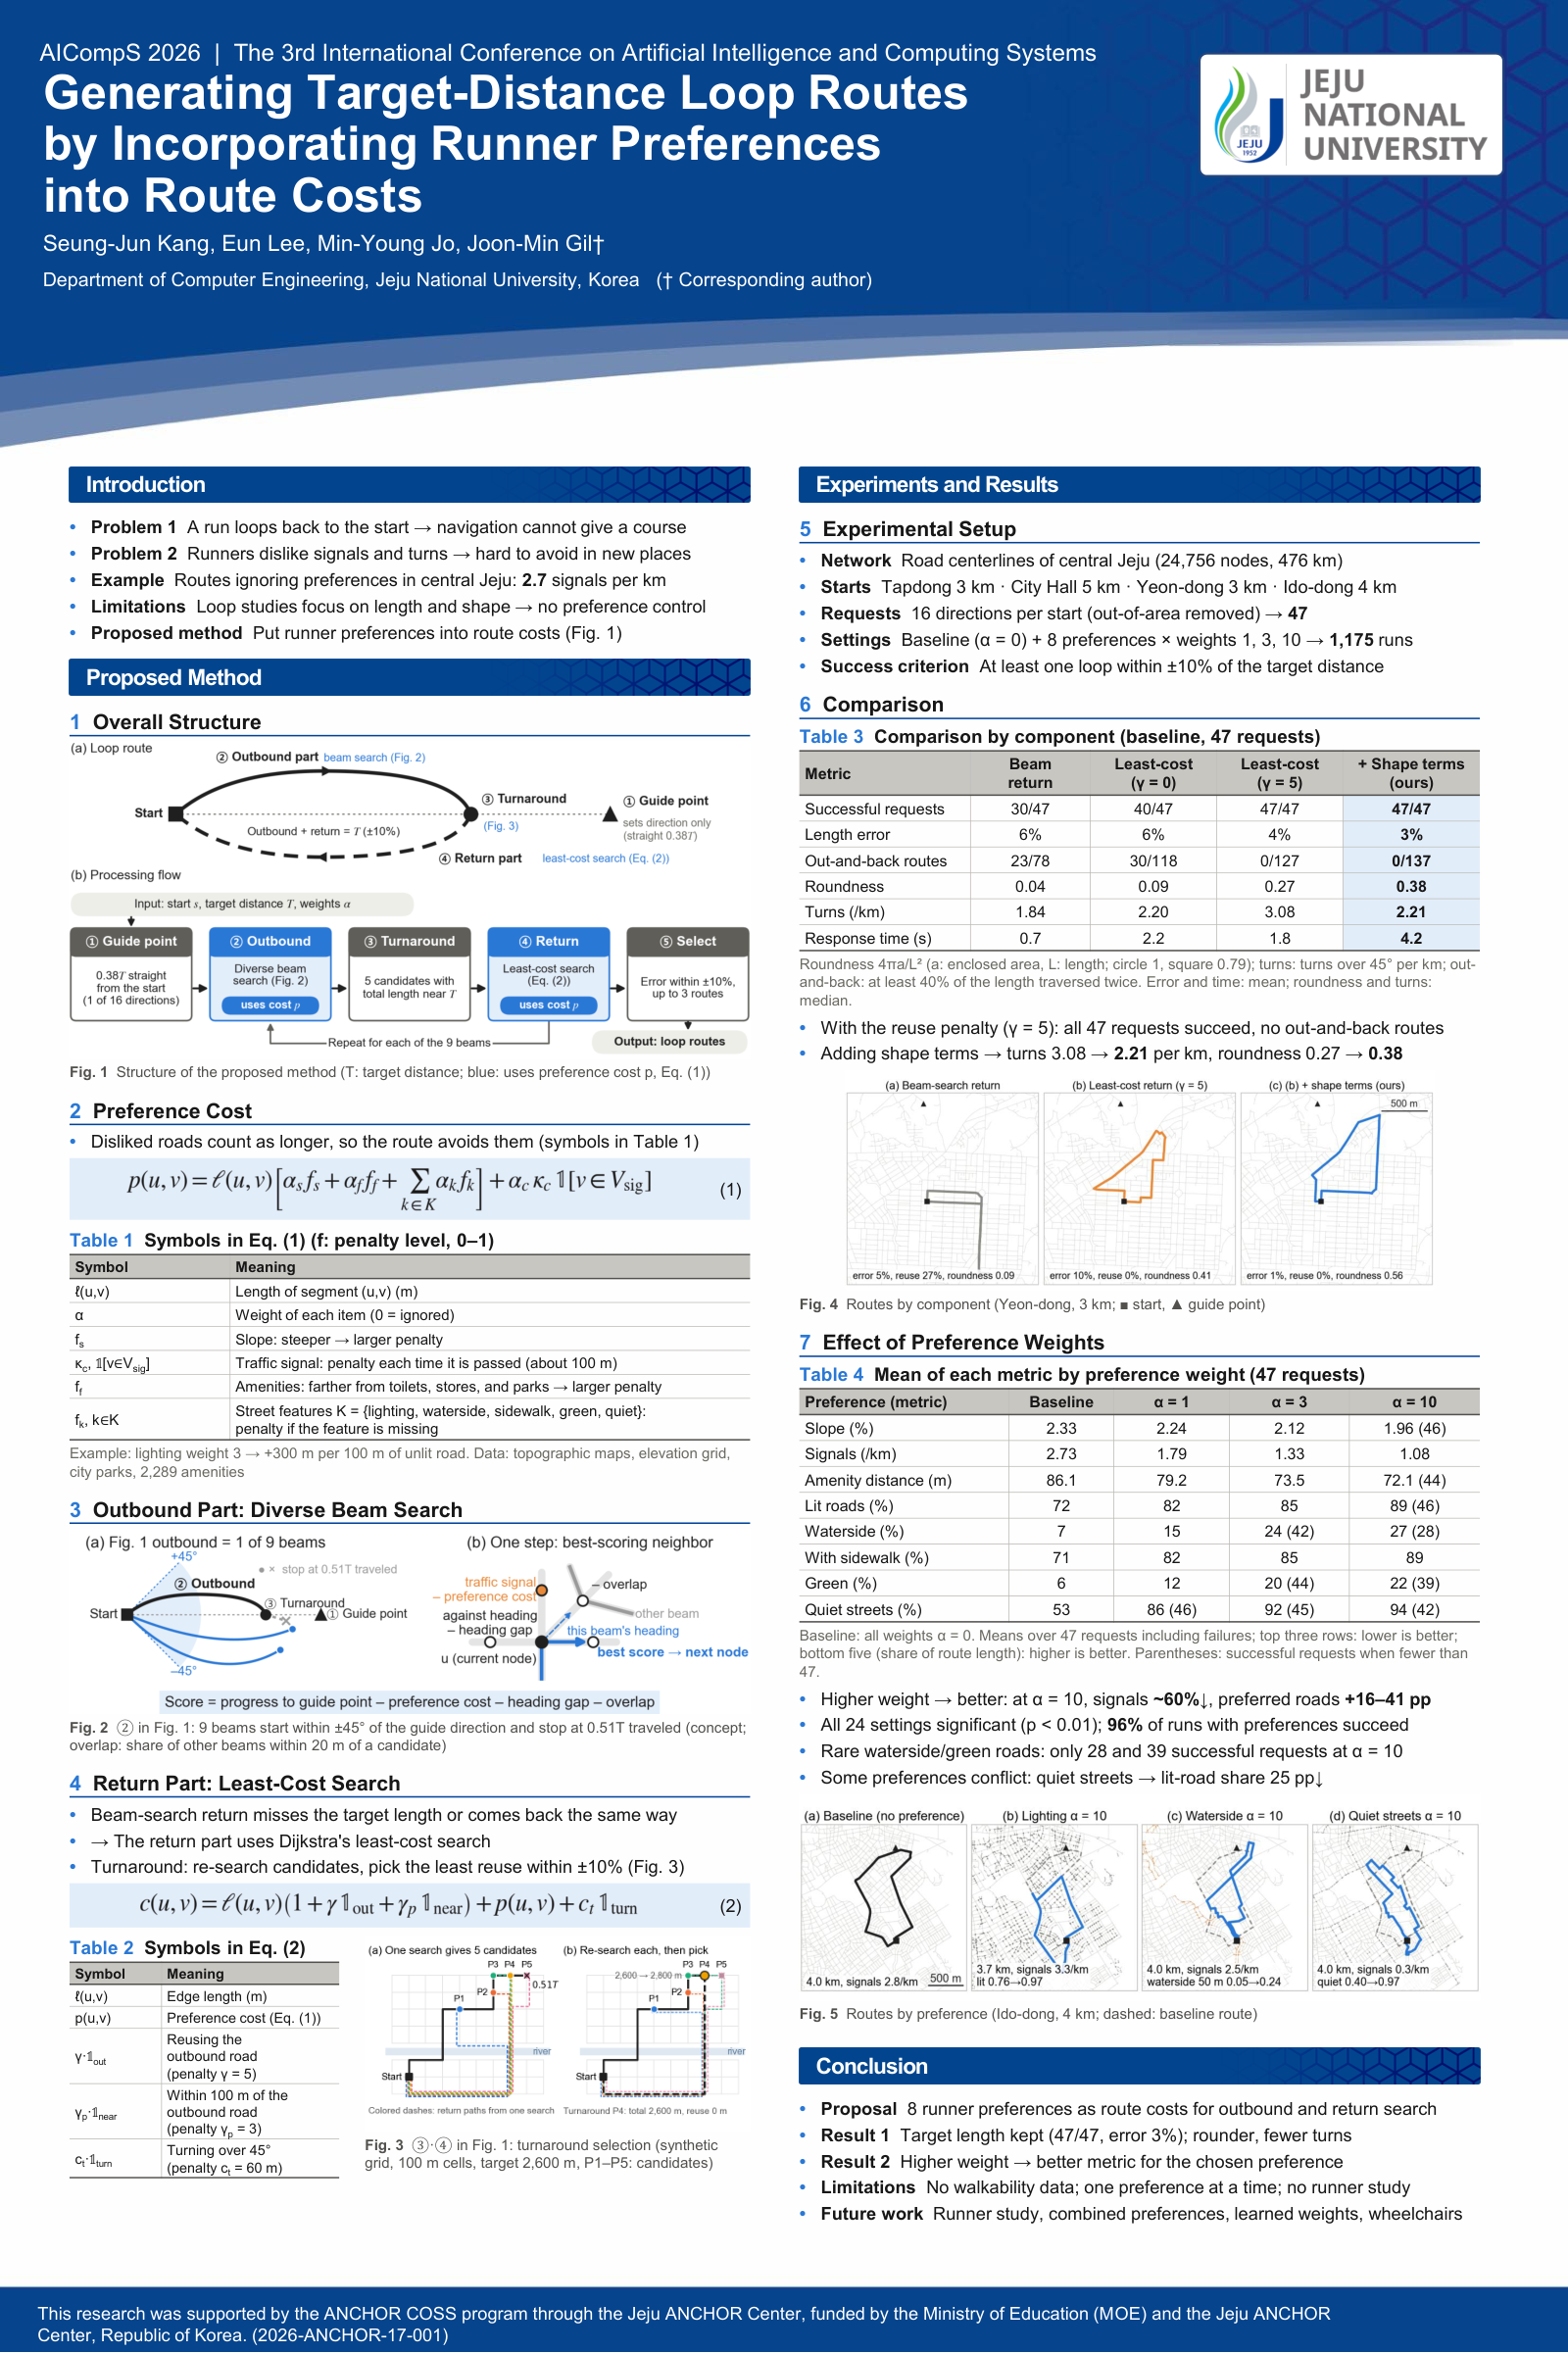 AICompS 2026 | The 3rd International Conference on Artificial Intelligence and Computing Systems
Generating Target-Distance Loop Routes
by Incorporating Runner Preferences
into Route Costs
Seung-Jun Kang, Eun Lee, Min-Young Jo, Joon-Min Gil†
Department of Computer Engineering, Jeju National University, Korea († Corresponding author)
JEJU
1952
JEJU
NATIONAL
UNIVERSITY
Introduction
• Problem 1 A run loops back to the start → navigation cannot give a course
• Problem 2 Runners dislike signals and turns → hard to avoid in new places
• Example Routes ignoring preferences in central Jeju: 2.7 signals per km
• Limitations Loop studies focus on length and shape → no preference control
• Proposed method Put runner preferences into route costs (Fig. 1)
Proposed Method
1 Overall Structure
(a) Loop route
② Outbound part beam search (Fig. 2)
Start
③ Turnaround
(Fig. 3)
① Guide point
sets direction only
(straight 0.38T)
Outbound + return = T (±10%)
④ Return part least-cost search (Eq. (2))
(b) Processing flow
Input: start s, target distance T, weights α
① Guide point
0.38T straight
from the start
(1 of 16 directions)
② Outbound
Diverse beam
search (Fig. 2)
uses cost p
③ Turnaround
5 candidates with
total length near T
④ Return
Least-cost search
(Eq. (2))
uses cost p
⑤ Select
Error within ±10%,
up to 3 routes
Repeat for each of the 9 beams
Output: loop routes
Fig. 1 Structure of the proposed method (T: target distance; blue: uses preference cost p, Eq. (1))
2 Preference Cost
• Disliked roads count as longer, so the route avoids them (symbols in Table 1)
p(u, v) = ℓ(u, v)[αsfs + αfff + ∑k∈K αkfk] + αc κc 𝟙[v ∈ Vsig] (1)
Table 1 Symbols in Eq. (1) (f: penalty level, 0–1)
Symbol Meaning
ℓ(u,v) Length of segment (u,v) (m)
α Weight of each item (0 = ignored)
fs Slope: steeper → larger penalty
κc, 𝟙[v∈Vsig] Traffic signal: penalty each time it is passed (about 100 m)
ff Amenities: farther from toilets, stores, and parks → larger penalty
fk, k∈K Street features K = {lighting, waterside, sidewalk, green, quiet}:
penalty if the feature is missing
Example: lighting weight 3 → +300 m per 100 m of unlit road. Data: topographic maps, elevation grid,
city parks, 2,289 amenities
3 Outbound Part: Diverse Beam Search
(a) Fig. 1 outbound = 1 of 9 beams
+45°
● × stop at 0.51T traveled
② Outbound
③ Turnaround
Start
① Guide point
–45°
(b) One step: best-scoring neighbor
traffic signal
– preference cost
– overlap
other beam
against heading
– heading gap
this beam's heading
u (current node)
best score → next node
Score = progress to guide point – preference cost – heading gap – overlap
Fig. 2 ② in Fig. 1: 9 beams start within ±45° of the guide direction and stop at 0.51T traveled (concept;
overlap: share of other beams within 20 m of a candidate)
4 Return Part: Least-Cost Search
• Beam-search return misses the target length or comes back the same way
• → The return part uses Dijkstra's least-cost search
• Turnaround: re-search candidates, pick the least reuse within ±10% (Fig. 3)
c(u, v) = ℓ(u, v)(1 + γ 𝟙out + γp 𝟙near) + p(u, v) + ct 𝟙turn (2)
Table 2 Symbols in Eq. (2)
Symbol Meaning
ℓ(u,v) Edge length (m)
p(u,v) Preference cost (Eq. (1))
γ·𝟙out Reusing the
outbound road
(penalty γ = 5)
γp·𝟙near Within 100 m of the
outbound road
(penalty γp = 3)
ct·𝟙turn Turning over 45°
(penalty ct = 60 m)
(a) One search gives 5 candidates
P3 P4 P5
0.51T
P2
P1
river
Start
Colored dashes: return paths from one search
(b) Re-search each, then pick
P3 P4 P5
2,600 → 2,800 m
P2
P1
river
Start
Turnaround P4: total 2,600 m, reuse 0 m
Fig. 3 ③·④ in Fig. 1: turnaround selection (synthetic
grid, 100 m cells, target 2,600 m, P1–P5: candidates)
Experiments and Results
5 Experimental Setup
• Network Road centerlines of central Jeju (24,756 nodes, 476 km)
• Starts Tapdong 3 km · City Hall 5 km · Yeon-dong 3 km · Ido-dong 4 km
• Requests 16 directions per start (out-of-area removed) → 47
• Settings Baseline (α = 0) + 8 preferences × weights 1, 3, 10 → 1,175 runs
• Success criterion At least one loop within ±10% of the target distance
6 Comparison
Table 3 Comparison by component (baseline, 47 requests)
Metric Beam return Least-cost (γ = 0) Least-cost (γ = 5) + Shape terms (ours)
Successful requests 30/47 40/47 47/47 47/47
Length error 6% 6% 4% 3%
Out-and-back routes 23/78 30/118 0/127 0/137
Roundness 0.04 0.09 0.27 0.38
Turns (/km) 1.84 2.20 3.08 2.21
Response time (s) 0.7 2.2 1.8 4.2
Roundness 4πa/L² (a: enclosed area, L: length; circle 1, square 0.79); turns: turns over 45° per km; out-
and-back: at least 40% of the length traversed twice. Error and time: mean; roundness and turns:
median.
• With the reuse penalty (γ = 5): all 47 requests succeed, no out-and-back routes
• Adding shape terms → turns 3.08 → 2.21 per km, roundness 0.27 → 0.38
(a) Beam-search return
error 5%, reuse 27%, roundness 0.09
(b) Least-cost return (γ = 5)
error 10%, reuse 0%, roundness 0.41
(c) (b) + shape terms (ours)
500 m
error 1%, reuse 0%, roundness 0.56
Fig. 4 Routes by component (Yeon-dong, 3 km; ■ start, ▲ guide point)
7 Effect of Preference Weights
Table 4 Mean of each metric by preference weight (47 requests)
Preference (metric) Baseline α = 1 α = 3 α = 10
Slope (%) 2.33 2.24 2.12 1.96 (46)
Signals (/km) 2.73 1.79 1.33 1.08
Amenity distance (m) 86.1 79.2 73.5 72.1 (44)
Lit roads (%) 72 82 85 89 (46)
Waterside (%) 7 15 24 (42) 27 (28)
With sidewalk (%) 71 82 85 89
Green (%) 6 12 20 (44) 22 (39)
Quiet streets (%) 53 86 (46) 92 (45) 94 (42)
Baseline: all weights α = 0. Means over 47 requests including failures; top three rows: lower is better;
bottom five (share of route length): higher is better. Parentheses: successful requests when fewer than
47.
• Higher weight → better: at α = 10, signals ~60%↓, preferred roads +16–41 pp
• All 24 settings significant (p < 0.01); 96% of runs with preferences succeed
• Rare waterside/green roads: only 28 and 39 successful requests at α = 10
• Some preferences conflict: quiet streets → lit-road share 25 pp↓
(a) Baseline (no preference)
4.0 km, signals 2.8/km
500 m
(b) Lighting α = 10
3.7 km, signals 3.3/km
lit 0.76→0.97
(c) Waterside α = 10
4.0 km, signals 2.5/km
waterside 50 m 0.05→0.24
(d) Quiet streets α = 10
4.0 km, signals 0.3/km
quiet 0.40→0.97
Fig. 5 Routes by preference (Ido-dong, 4 km; dashed: baseline route)
Conclusion
• Proposal 8 runner preferences as route costs for outbound and return search
• Result 1 Target length kept (47/47, error 3%); rounder, fewer turns
• Result 2 Higher weight → better metric for the chosen preference
• Limitations No walkability data; one preference at a time; no runner study
• Future work Runner study, combined preferences, learned weights, wheelchairs
This research was supported by the ANCHOR COSS program through the Jeju ANCHOR Center, funded by the Ministry of Education (MOE) and the Jeju ANCHOR
Center, Republic of Korea. (2026-ANCHOR-17-001)